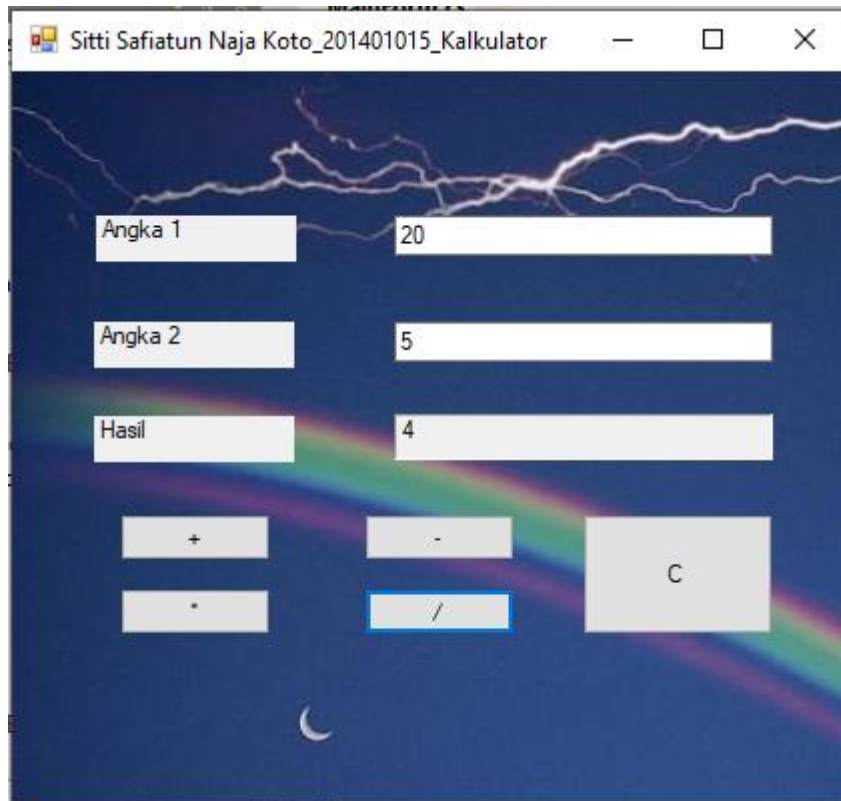 Sitti Safiatun Naja Koto_201401015_Kalkulator
Angka 1 20
Angka 2 5
Hasil 4
+ -
C
* /